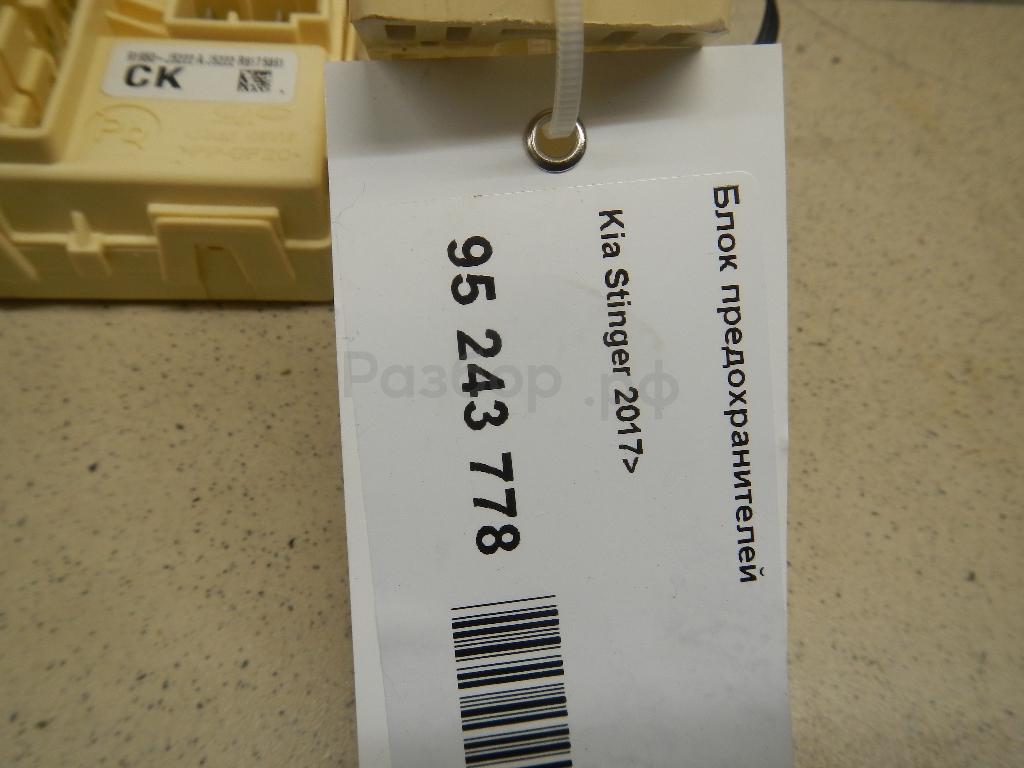 Блок предохранителей
Kia Stinger 2017>
95 243 778
CK
Разбор.рф